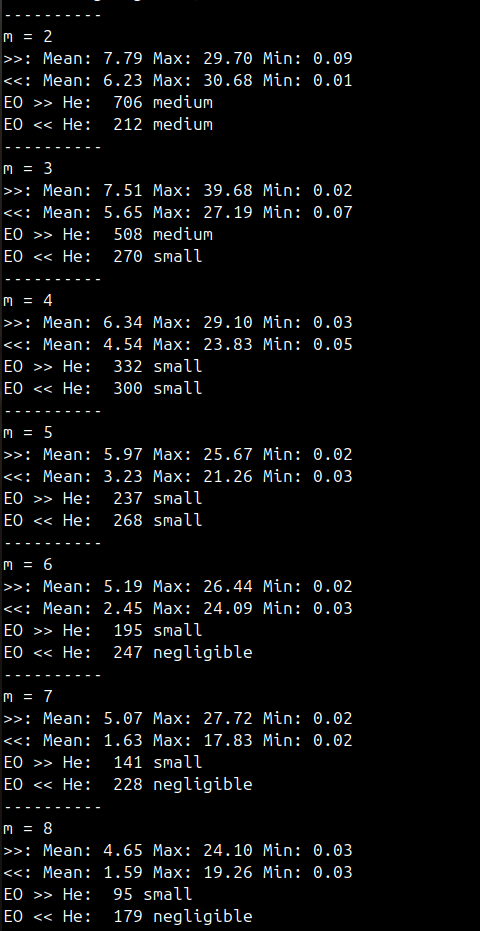 ----------
m = 2
>>: Mean: 7.79 Max: 29.70 Min: 0.09
<<: Mean: 6.23 Max: 30.68 Min: 0.01
EO >> He:  706 medium
EO << He:  212 medium
----------
m = 3
>>: Mean: 7.51 Max: 39.68 Min: 0.02
<<: Mean: 5.65 Max: 27.19 Min: 0.07
EO >> He:  508 medium
EO << He:  270 small
----------
m = 4
>>: Mean: 6.34 Max: 29.10 Min: 0.03
<<: Mean: 4.54 Max: 23.83 Min: 0.05
EO >> He:  332 small
EO << He:  300 small
----------
m = 5
>>: Mean: 5.97 Max: 25.67 Min: 0.02
<<: Mean: 3.23 Max: 21.26 Min: 0.03
EO >> He:  237 small
EO << He:  268 small
----------
m = 6
>>: Mean: 5.19 Max: 26.44 Min: 0.02
<<: Mean: 2.45 Max: 24.09 Min: 0.03
EO >> He:  195 small
EO << He:  247 negligible
----------
m = 7
>>: Mean: 5.07 Max: 27.72 Min: 0.02
<<: Mean: 1.63 Max: 17.83 Min: 0.02
EO >> He:  141 small
EO << He:  228 negligible
----------
m = 8
>>: Mean: 4.65 Max: 24.10 Min: 0.03
<<: Mean: 1.59 Max: 19.26 Min: 0.03
EO >> He:  95 small
EO << He:  179 negligible